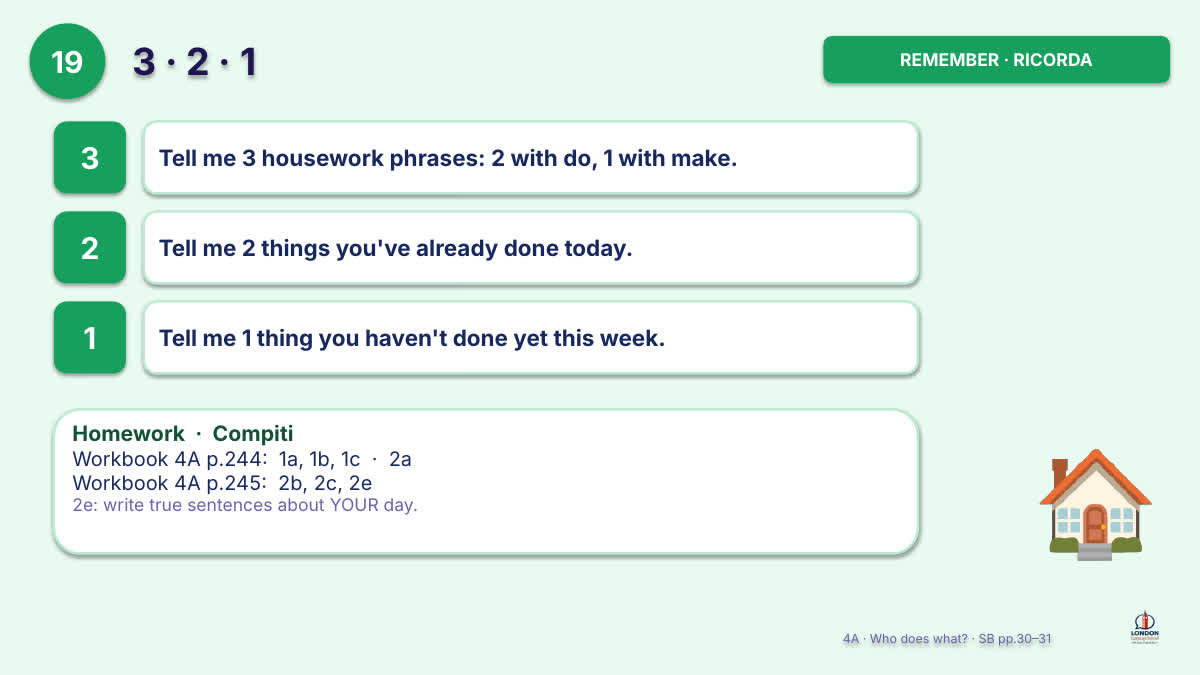 19
3 · 2 · 1
REMEMBER · RICORDA
3
Tell me 3 housework phrases: 2 with do, 1 with make.
2
Tell me 2 things you've already done today.
1
Tell me 1 thing you haven't done yet this week.
Homework · Compiti
Workbook 4A p.244: 1a, 1b, 1c · 2a
Workbook 4A p.245: 2b, 2c, 2e
2e: write true sentences about YOUR day.
4A · Who does what? · SB pp.30–31
LONDON